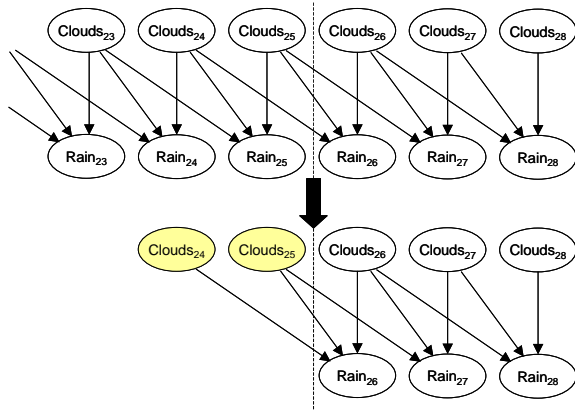 Clouds₂₃ Clouds₂₄ Clouds₂₅ Clouds₂₆ Clouds₂₇ Clouds₂₈
Rain₂₃ Rain₂₄ Rain₂₅ Rain₂₆ Rain₂₇ Rain₂₈
Clouds₂₄ Clouds₂₅ Clouds₂₆ Clouds₂₇ Clouds₂₈
Rain₂₆ Rain₂₇ Rain₂₈